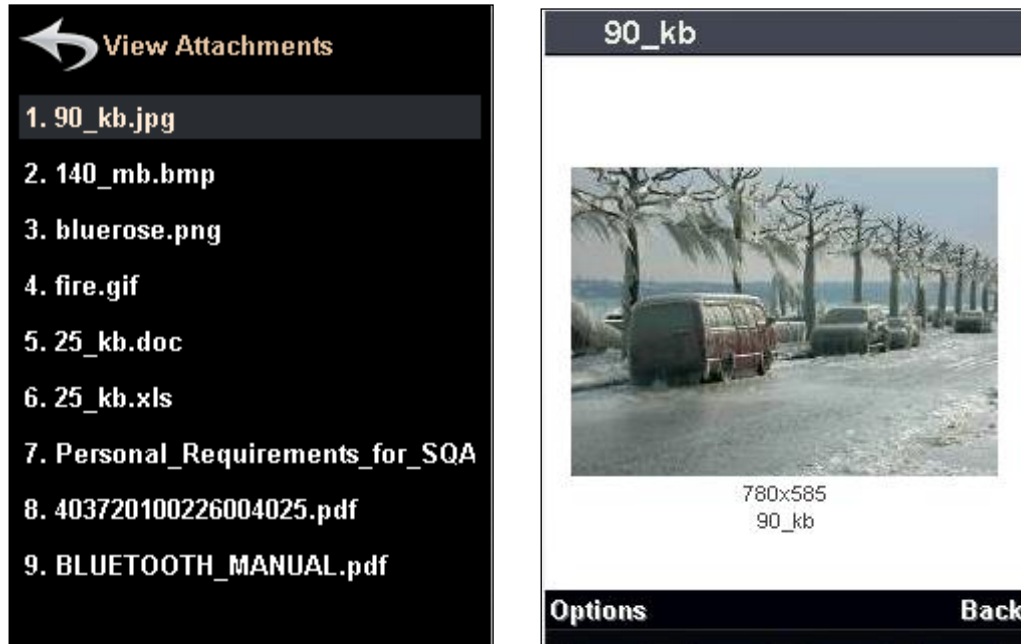 View Attachments
1. 90_kb.jpg
2. 140_mb.bmp
3. bluerose.png
4. fire.gif
5. 25_kb.doc
6. 25_kb.xls
7. Personal_Requirements_for_SQA
8. 403720100226004025.pdf
9. BLUETOOTH_MANUAL.pdf
90_kb
780x585
90_kb
Options Back